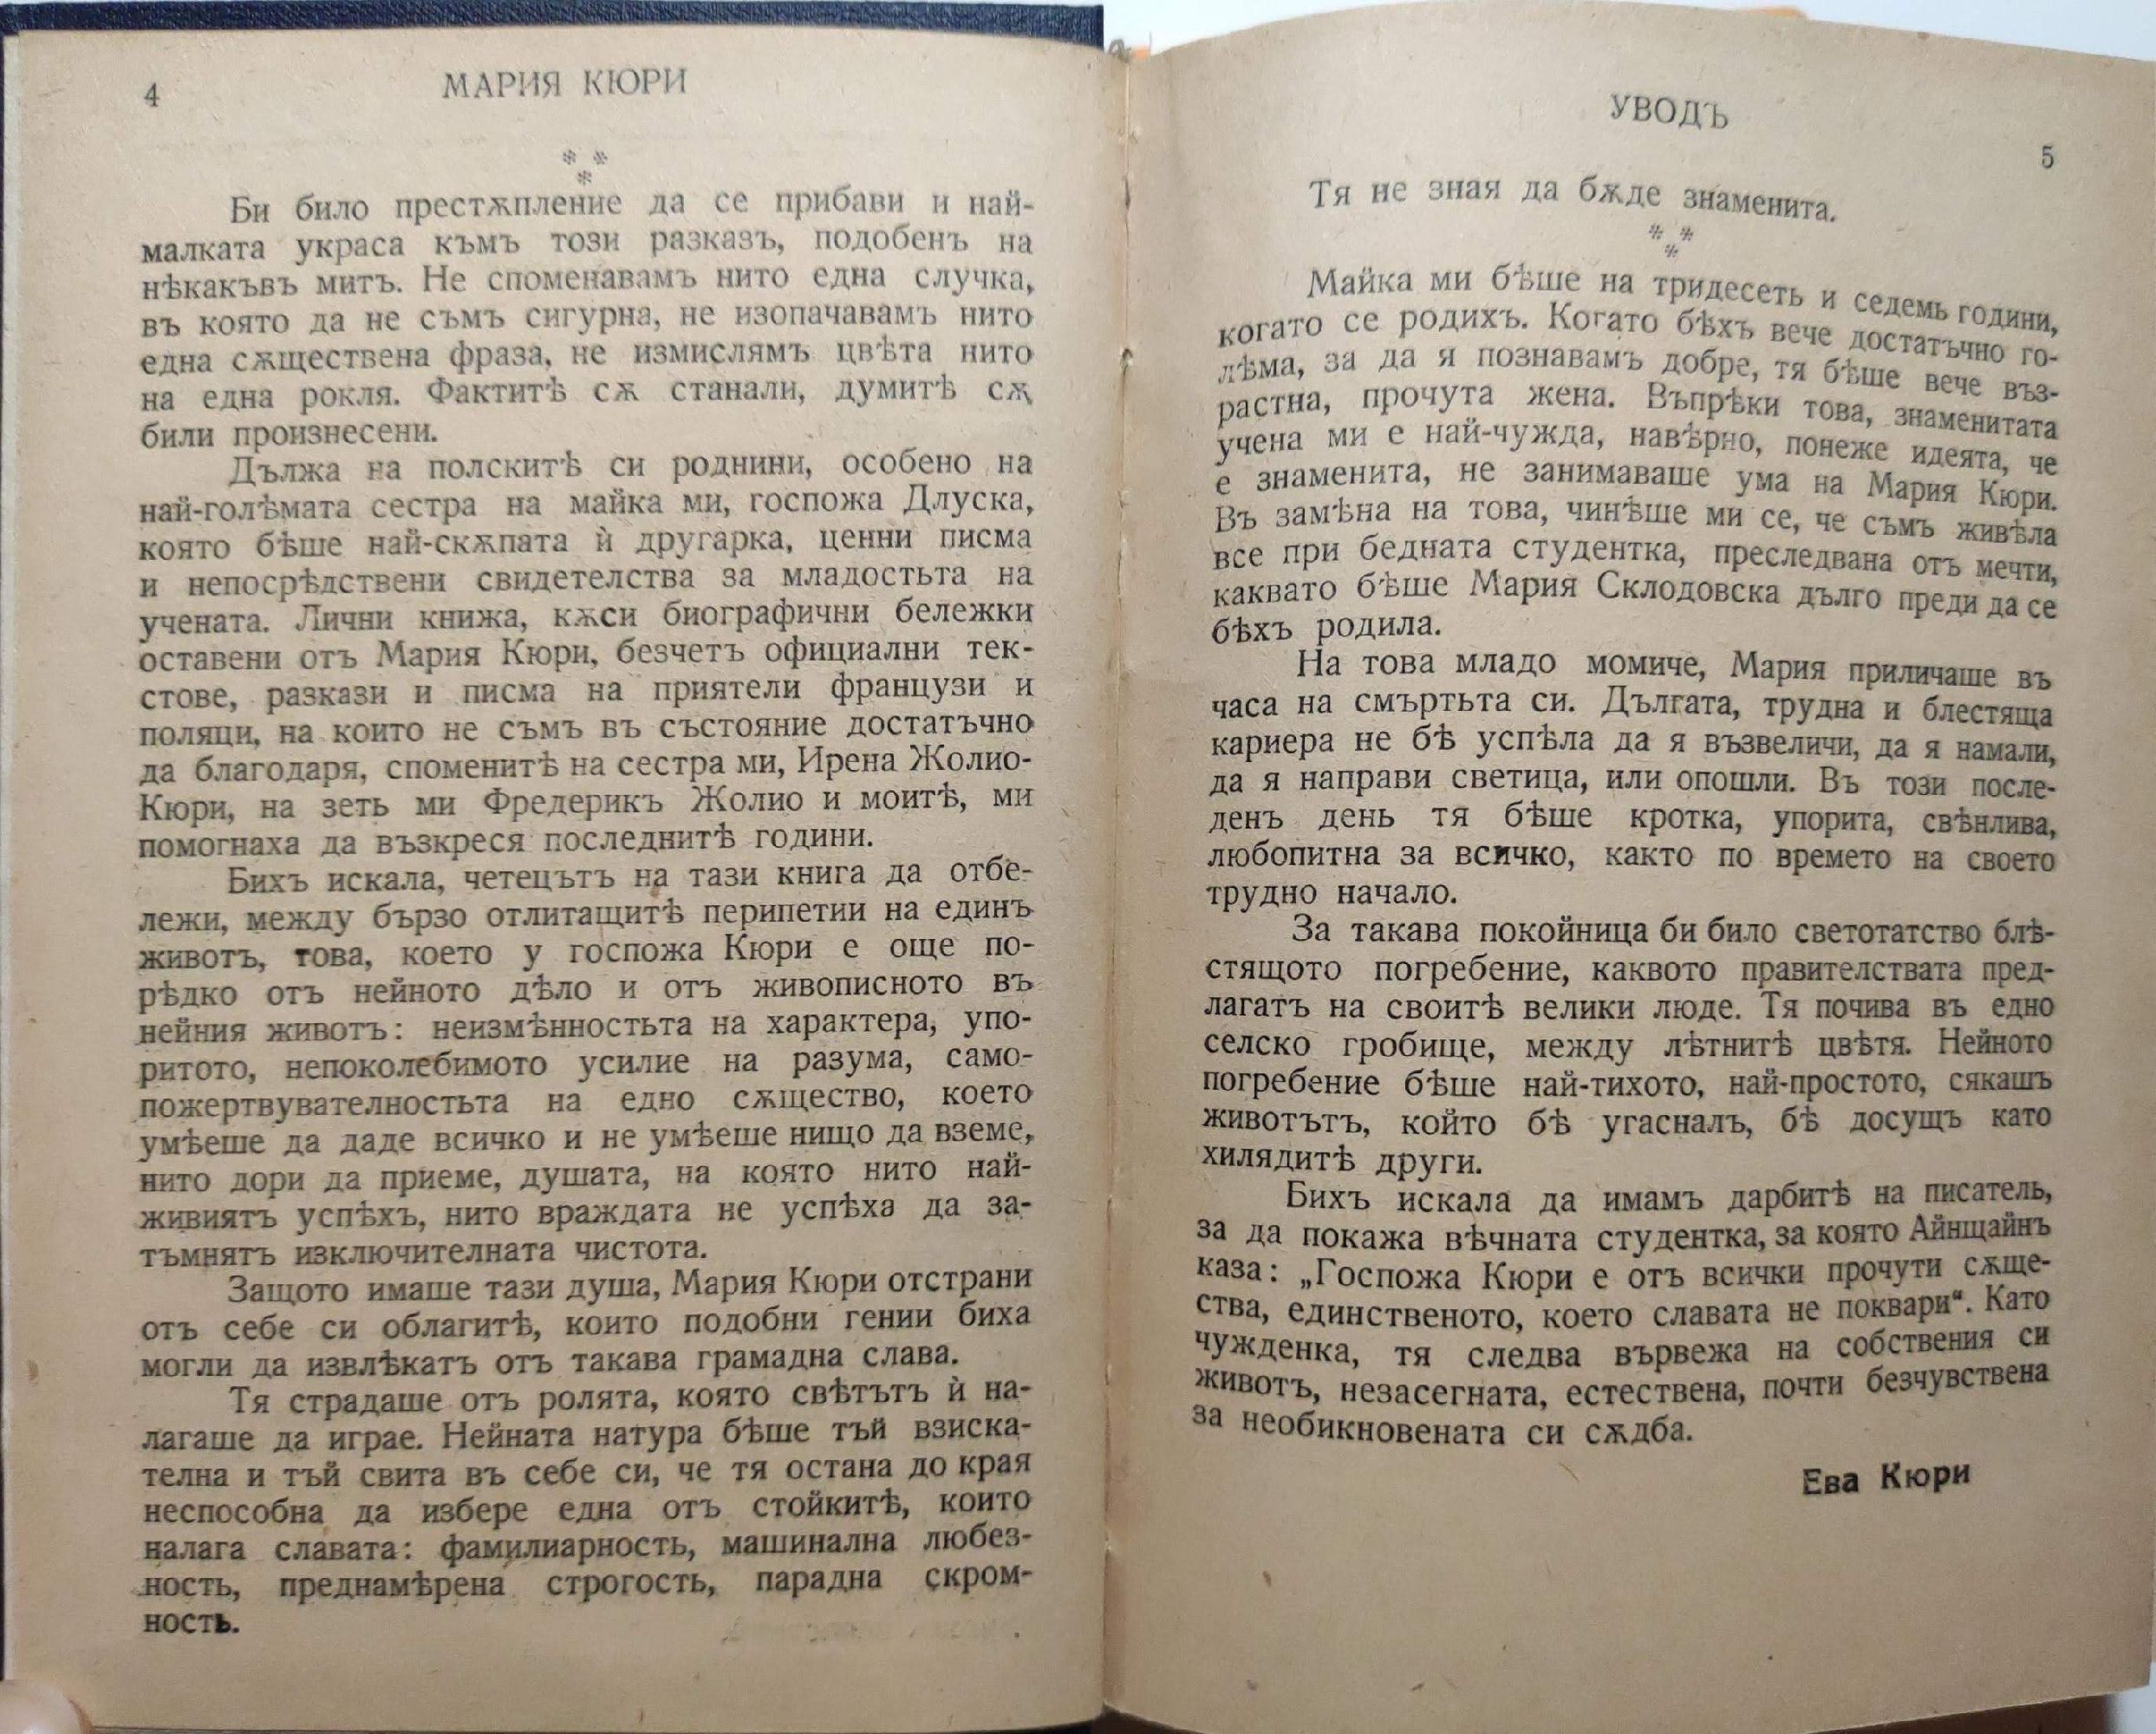 4
МАРИЯ КЮРИ
* *
*
Би било престѫпление да се прибави и най-
малката украса къмъ този разказъ, подобенъ на
нѣкакъвъ митъ. Не споменавамъ нито една случка,
въ която да не съмъ сигурна, не изопачавамъ нито
една сѫществена фраза, не измислямъ цвѣта нито
на една рокля. Фактитѣ сѫ станали, думитѣ сѫ
били произнесени.
Дължа на полскитѣ си роднини, особено на
най-голѣмата сестра на майка ми, госпожа Длуска,
която бѣше най-скѫпата ѝ другарка, ценни писма
и непосрѣдствени свидетелства за младостьта на
учената. Лични книжа, кѫси биографични бележки
оставени отъ Мария Кюри, безчетъ официални тек-
стове, разкази и писма на приятели французи и
поляци, на които не съмъ въ състояние достатъчно
да благодаря, споменитѣ на сестра ми, Ирена Жолио-
Кюри, на зеть ми Фредерикъ Жолио и моитѣ, ми
помогнаха да възкреся последнитѣ години.
Бихъ искала, четецътъ на тази книга да отбе-
лежи, между бързо отлитащитѣ перипетии на единъ
животъ, това, което у госпожа Кюри е още по-
рѣдко отъ нейното дѣло и отъ живописното въ
нейния животъ: неизмѣнностьта на характера, упо-
ритото, непоколебимото усилие на разума, само-
пожертвувателностьта на едно сѫщество, което
умѣеше да даде всичко и не умѣеше нищо да вземе,
нито дори да приеме, душата, на която нито най-
живиятъ успѣхъ, нито враждата не успѣха да за-
тъмнятъ изключителната чистота.
Защото имаше тази душа, Мария Кюри отстрани
отъ себе си облагитѣ, които подобни гении биха
могли да извлѣкатъ отъ такава грамадна слава.
Тя страдаше отъ ролята, която свѣтътъ ѝ на-
лагаше да играе. Нейната натура бѣше тъй взиска-
телна и тъй свита въ себе си, че тя остана до края
неспособна да избере една отъ стойкитѣ, които
налага славата: фамилиарность, машинална любез-
ность, преднамѣрена строгость, парадна скром-
ность.
УВОДЪ
5
Тя не зная да бѫде знаменита.
* *
*
Майка ми бѣше на тридесеть и седемь години,
когато се родихъ. Когато бѣхъ вече достатъчно го-
лѣма, за да я познавамъ добре, тя бѣше вече въз-
растна, прочута жена. Въпрѣки това, знаменитата
учена ми е най-чужда, навѣрно, понеже идеята, че
е знаменита, не занимаваше ума на Мария Кюри.
Въ замѣна на това, чинѣше ми се, че съмъ живѣла
все при бедната студентка, преследвана отъ мечти,
каквато бѣше Мария Склодовска дълго преди да се
бѣхъ родила.
На това младо момиче, Мария приличаше въ
часа на смъртьта си. Дългата, трудна и блестяща
кариера не бѣ успѣла да я възвеличи, да я намали,
да я направи светица, или опошли. Въ този после-
денъ день тя бѣше кротка, упорита, свѣнлива,
любопитна за всичко, както по времето на своето
трудно начало.
За такава покойница би било светотатство блѣ-
стящото погребение, каквото правителствата пред-
лагатъ на своитѣ велики люде. Тя почива въ едно
селско гробище, между лѣтнитѣ цвѣтя. Нейното
погребение бѣше най-тихото, най-простото, сякашъ
животътъ, който бѣ угасналъ, бѣ досущъ като
хилядитѣ други.
Бихъ искала да имамъ дарбитѣ на писатель,
за да покажа вѣчната студентка, за която Айнщайнъ
каза: „Госпожа Кюри е отъ всички прочути сѫще-
ства, единственото, което славата не поквари“. Като
чужденка, тя следва вървежа на собствения си
животъ, незасегната, естествена, почти безчувствена
за необикновената си сѫдба.
Ева Кюри